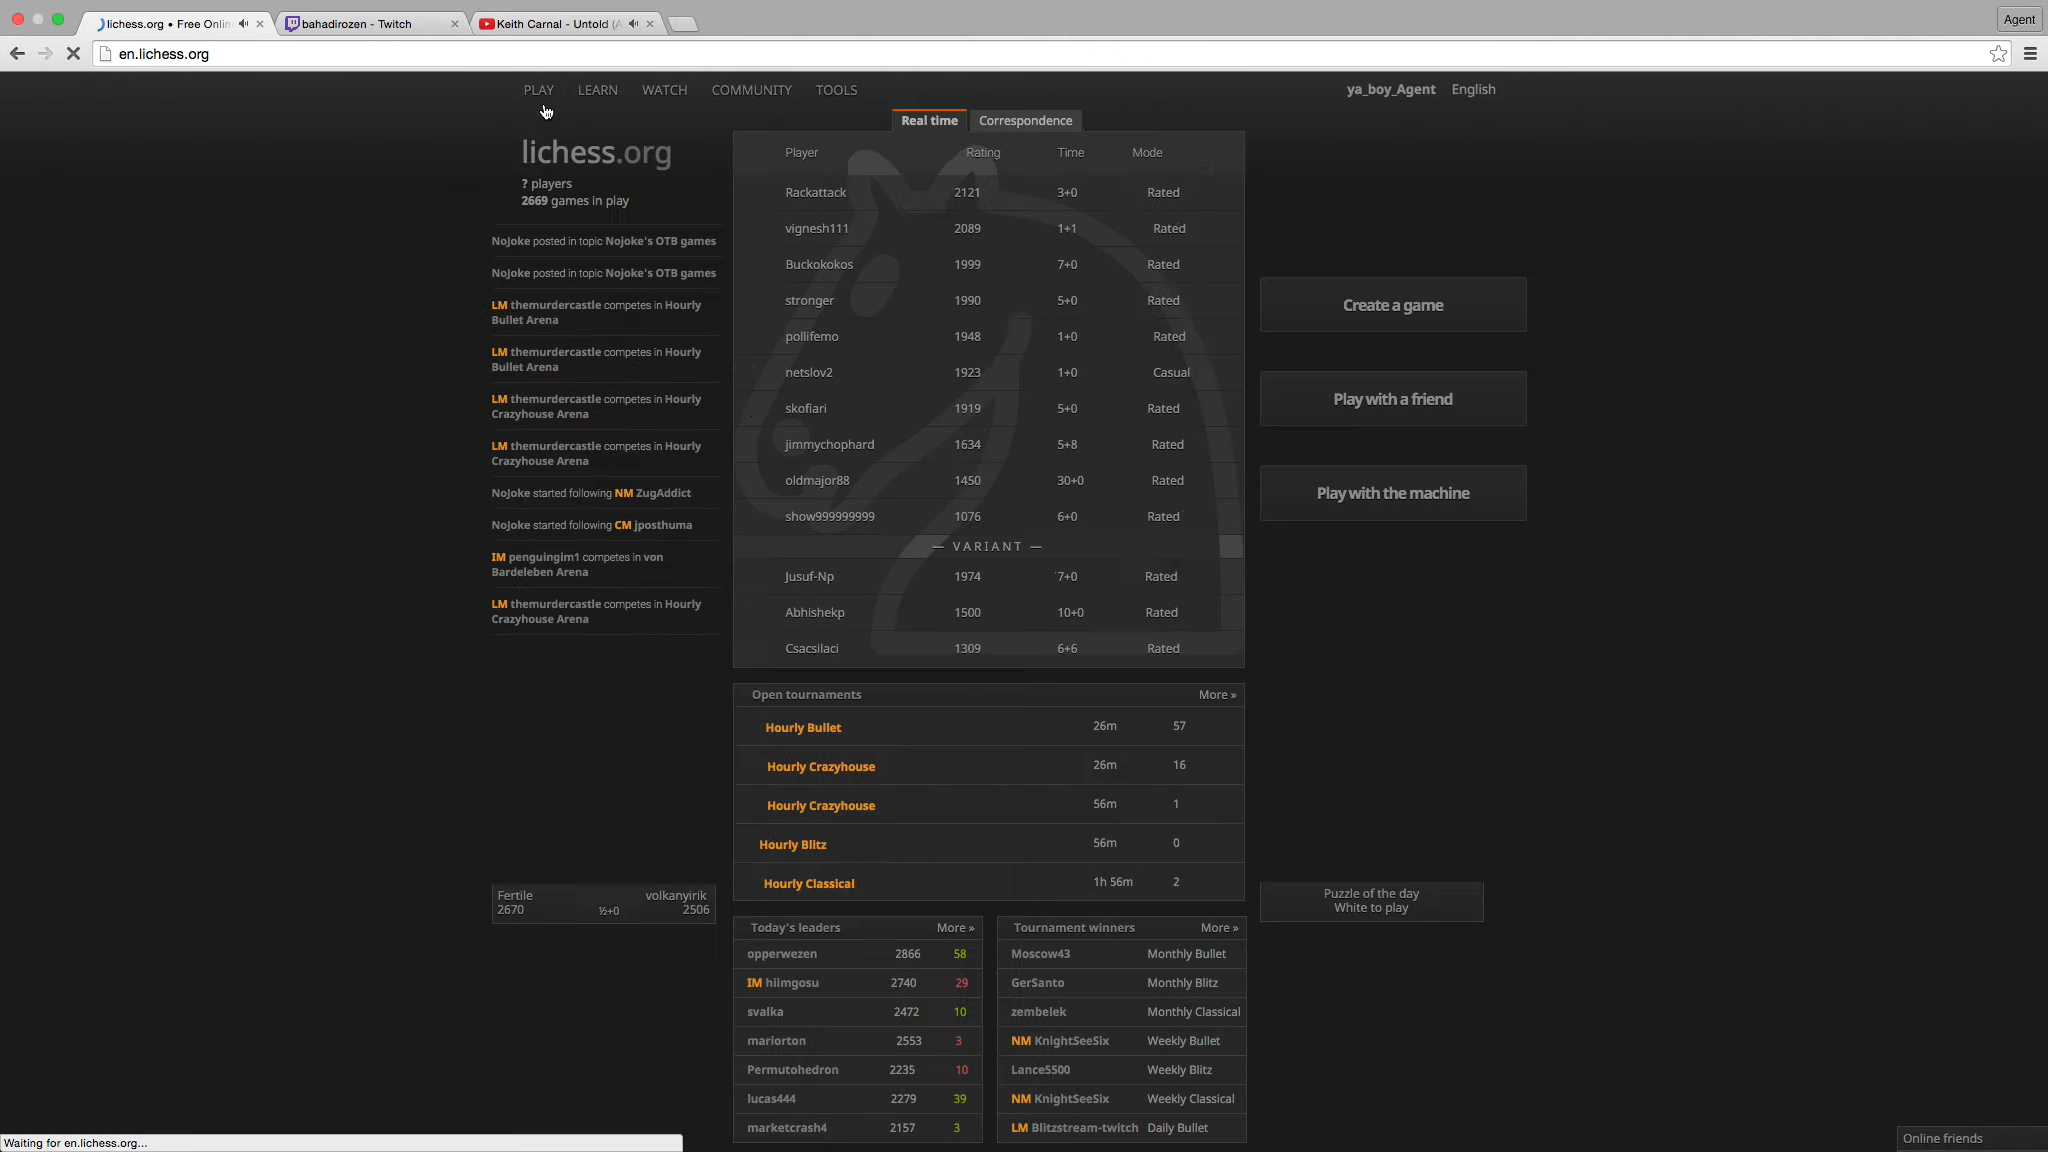 lichess.org • Free Onlin
bahadirozen - Twitch
Keith Carnal - Untold (A
Agent
en.lichess.org
PLAY LEARN WATCH COMMUNITY TOOLS
ya_boy_Agent English
lichess.org
? players
2669 games in play
NoJoke posted in topic Nojoke's OTB games
NoJoke posted in topic Nojoke's OTB games
LM themurdercastle competes in Hourly
Bullet Arena
LM themurdercastle competes in Hourly
Bullet Arena
LM themurdercastle competes in Hourly
Crazyhouse Arena
LM themurdercastle competes in Hourly
Crazyhouse Arena
NoJoke started following NM ZugAddict
NoJoke started following CM jposthuma
IM penguingim1 competes in von
Bardeleben Arena
LM themurdercastle competes in Hourly
Crazyhouse Arena
Real time Correspondence
Player Rating Time Mode
Rackattack 2121 3+0 Rated
vignesh111 2089 1+1 Rated
Buckokokos 1999 7+0 Rated
stronger 1990 5+0 Rated
pollifemo 1948 1+0 Rated
netslov2 1923 1+0 Casual
skofiari 1919 5+0 Rated
jimmychophard 1634 5+8 Rated
oldmajor88 1450 30+0 Rated
show999999999 1076 6+0 Rated
— VARIANT —
Jusuf-Np 1974 7+0 Rated
Abhishekp 1500 10+0 Rated
Csacsilaci 1309 6+6 Rated
Create a game
Play with a friend
Play with the machine
Open tournaments More »
Hourly Bullet 26m 57
Hourly Crazyhouse 26m 16
Hourly Crazyhouse 56m 1
Hourly Blitz 56m 0
Hourly Classical 1h 56m 2
Fertile volkanyirik
2670 ½+0 2506
Puzzle of the day
White to play
Today's leaders More »
opperwezen 2866 58
IM hiimgosu 2740 29
svalka 2472 10
mariorton 2553 3
Permutohedron 2235 10
lucas444 2279 39
marketcrash4 2157 3
Tournament winners More »
Moscow43 Monthly Bullet
GerSanto Monthly Blitz
zembelek Monthly Classical
NM KnightSeeSix Weekly Bullet
Lance5500 Weekly Blitz
NM KnightSeeSix Weekly Classical
LM Blitzstream-twitch Daily Bullet
Waiting for en.lichess.org...
Online friends